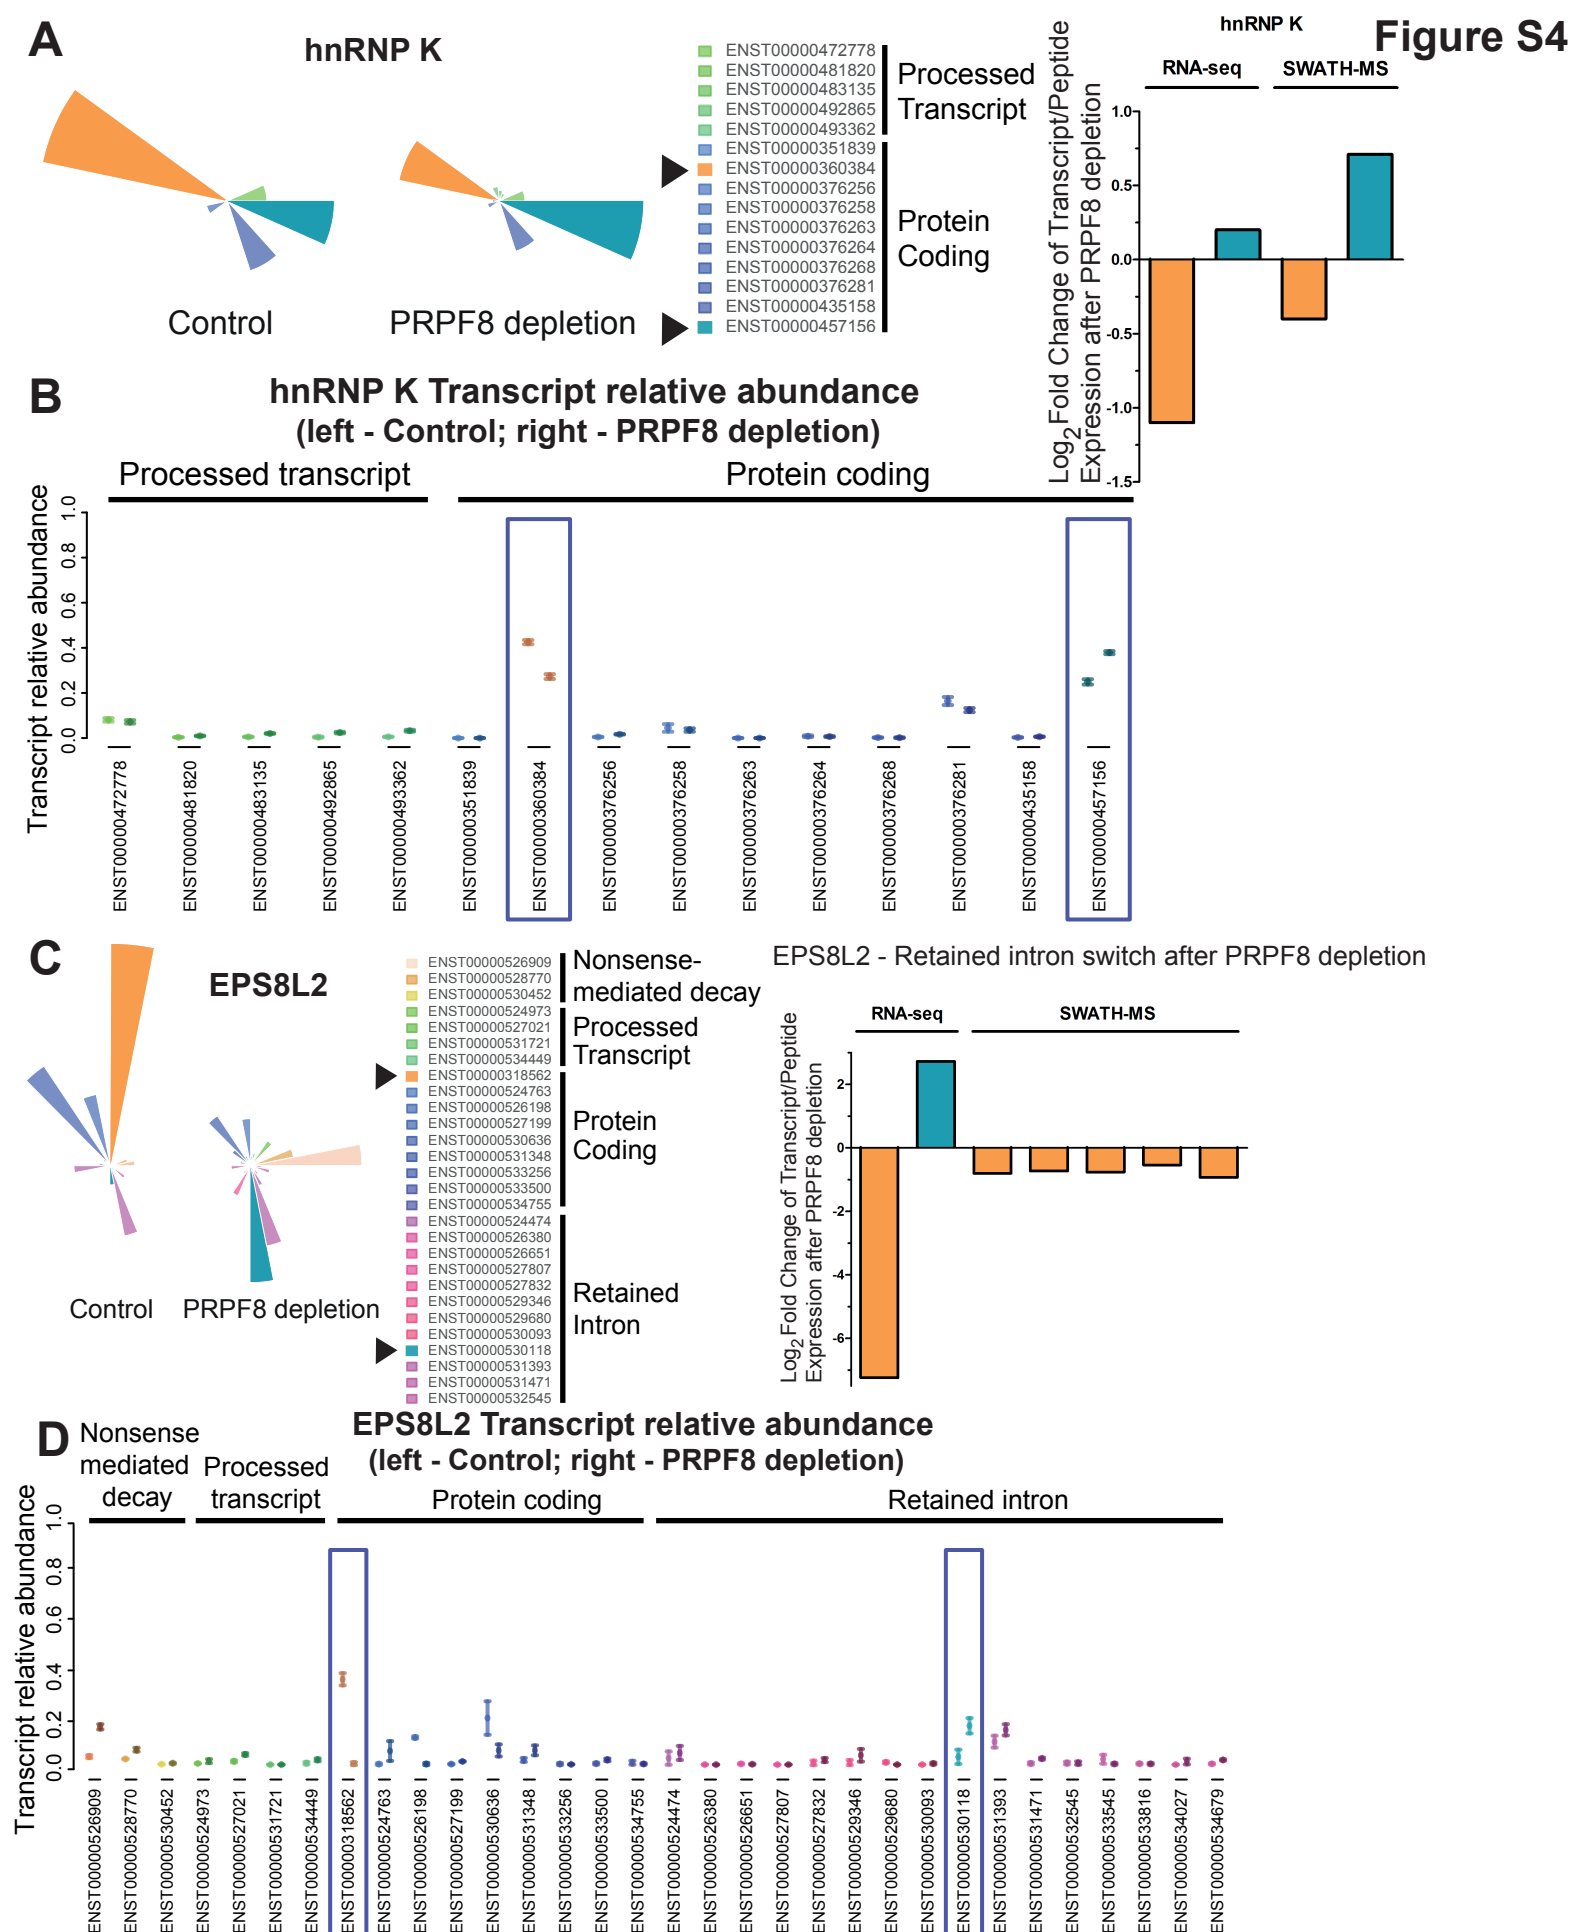 Figure S4
A
hnRNP K
Control
PRPF8 depletion
ENST00000472778
ENST00000481820
ENST00000483135
ENST00000492865
ENST00000493362
ENST00000351839
ENST00000360384
ENST00000376256
ENST00000376258
ENST00000376263
ENST00000376264
ENST00000376268
ENST00000376281
ENST00000435158
ENST00000457156
Processed
Transcript
Protein
Coding
hnRNP K
RNA-seq
SWATH-MS
Log2Fold Change of Transcript/Peptide
Expression after PRPF8 depletion
1.0
0.5
0.0
-0.5
-1.0
-1.5
B
hnRNP K Transcript relative abundance
(left - Control; right - PRPF8 depletion)
Processed transcript
Protein coding
Transcript relative abundance
1.0
0.8
0.6
0.4
0.2
0.0
ENST00000472778
ENST00000481820
ENST00000483135
ENST00000492865
ENST00000493362
ENST00000351839
ENST00000360384
ENST00000376256
ENST00000376258
ENST00000376263
ENST00000376264
ENST00000376268
ENST00000376281
ENST00000435158
ENST00000457156
C
EPS8L2
Control
PRPF8 depletion
ENST00000526909
ENST00000528770
ENST00000530452
ENST00000524973
ENST00000527021
ENST00000531721
ENST00000534449
ENST00000318562
ENST00000524763
ENST00000526198
ENST00000527199
ENST00000530636
ENST00000531348
ENST00000533256
ENST00000533500
ENST00000534755
ENST00000524474
ENST00000526380
ENST00000526651
ENST00000527807
ENST00000527832
ENST00000529346
ENST00000529680
ENST00000530093
ENST00000530118
ENST00000531393
ENST00000531471
ENST00000532545
Nonsense-
mediated decay
Processed
Transcript
Protein
Coding
Retained
Intron
EPS8L2 - Retained intron switch after PRPF8 depletion
RNA-seq
SWATH-MS
Log2Fold Change of Transcript/Peptide
Expression after PRPF8 depletion
2
0
-2
-4
-6
D
EPS8L2 Transcript relative abundance
(left - Control; right - PRPF8 depletion)
Nonsense
mediated
decay
Processed
transcript
Protein coding
Retained intron
Transcript relative abundance
1.0
0.8
0.6
0.4
0.2
0.0
ENST00000526909
ENST00000528770
ENST00000530452
ENST00000524973
ENST00000527021
ENST00000531721
ENST00000534449
ENST00000318562
ENST00000524763
ENST00000526198
ENST00000527199
ENST00000530636
ENST00000531348
ENST00000533256
ENST00000533500
ENST00000534755
ENST00000524474
ENST00000526380
ENST00000526651
ENST00000527807
ENST00000527832
ENST00000529346
ENST00000529680
ENST00000530093
ENST00000530118
ENST00000531393
ENST00000531471
ENST00000532545
ENST00000533545
ENST00000533816
ENST00000534027
ENST00000534679